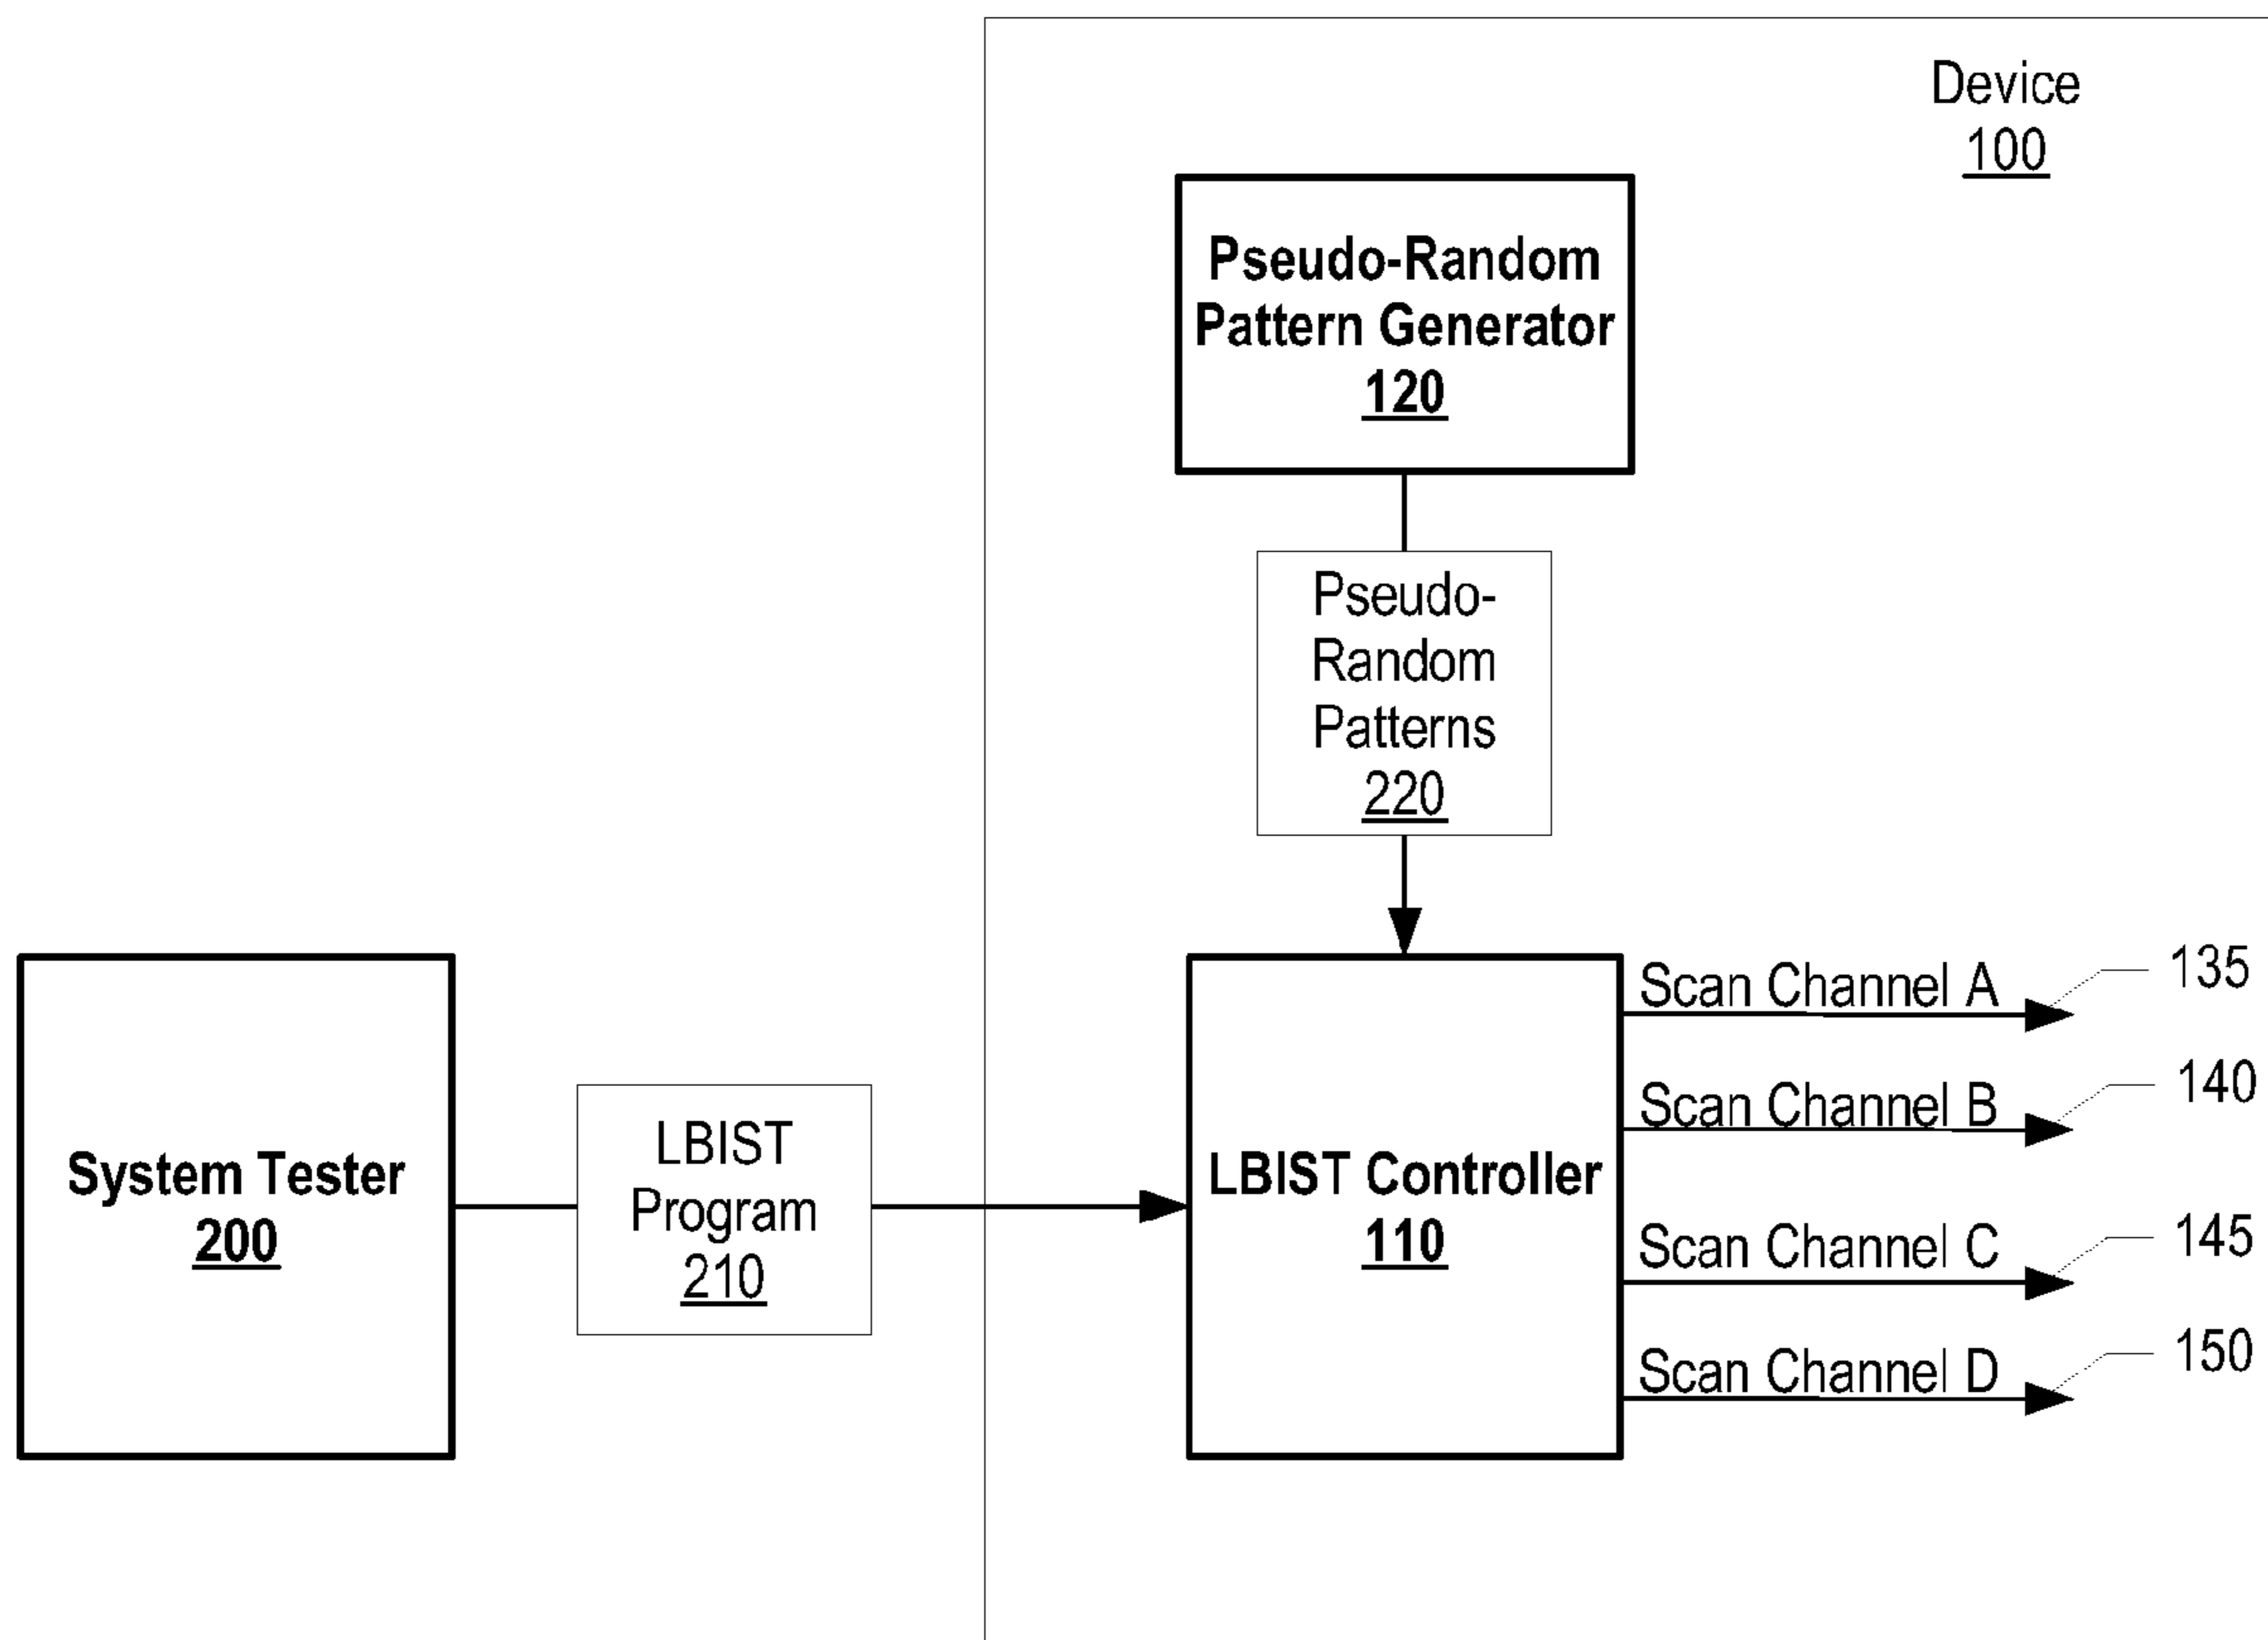 Device
100
Pseudo-Random
Pattern Generator
120
Pseudo-
Random
Patterns
220
System Tester
200
LBIST
Program
210
LBIST Controller
110
Scan Channel A
135
Scan Channel B
140
Scan Channel C
145
Scan Channel D
150